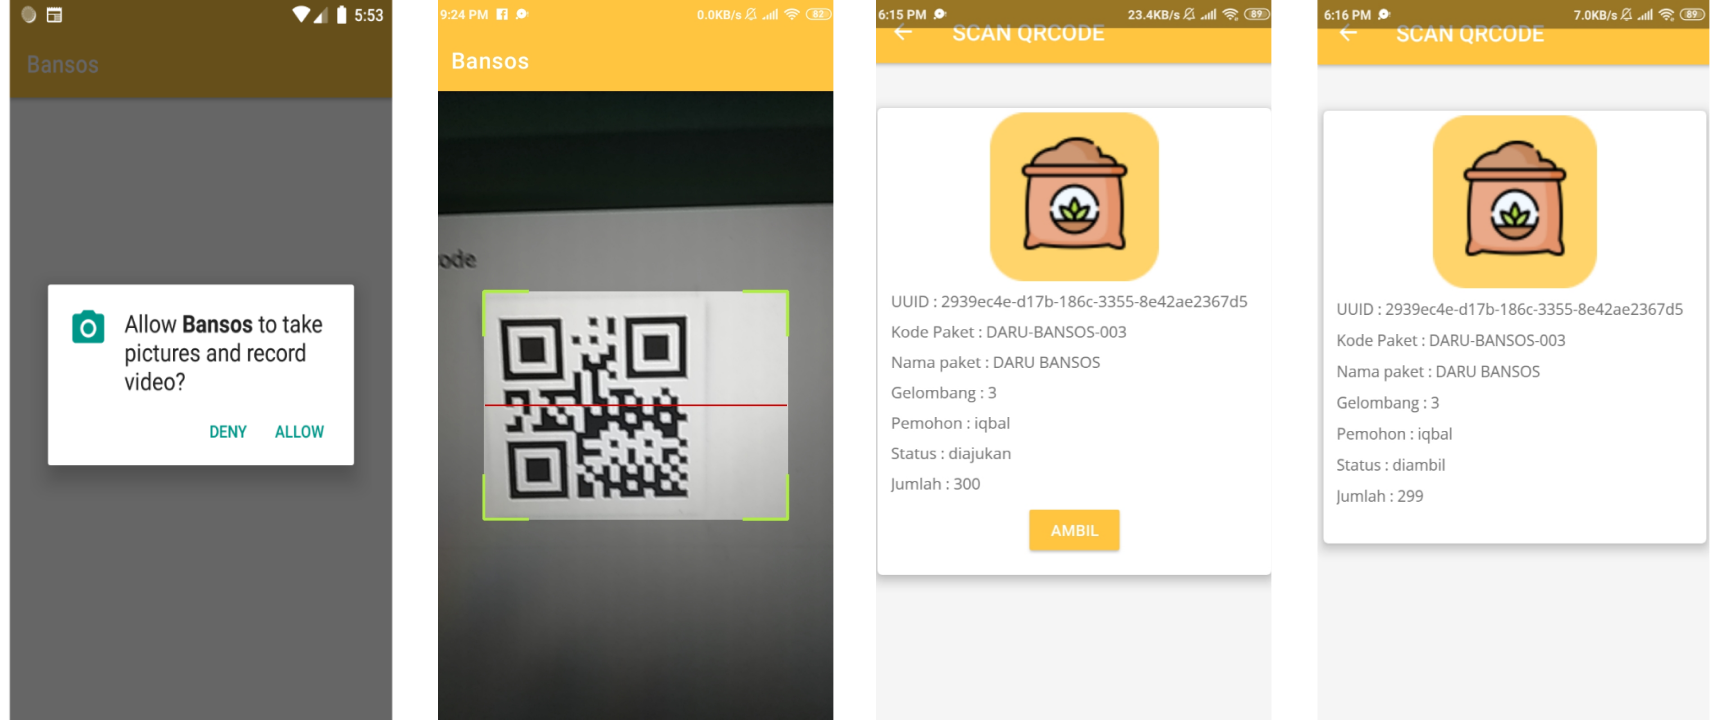 5:53
Bansos
Allow Bansos to take
pictures and record
video?
DENY ALLOW
9:24 PM 0.0KB/s 82
Bansos
ode
6:15 PM 23.4KB/s 89
SCAN QRCODE
UUID : 2939ec4e-d17b-186c-3355-8e42ae2367d5
Kode Paket : DARU-BANSOS-003
Nama paket : DARU BANSOS
Gelombang : 3
Pemohon : iqbal
Status : diajukan
Jumlah : 300
AMBIL
6:16 PM 7.0KB/s 89
SCAN QRCODE
UUID : 2939ec4e-d17b-186c-3355-8e42ae2367d5
Kode Paket : DARU-BANSOS-003
Nama paket : DARU BANSOS
Gelombang : 3
Pemohon : iqbal
Status : diambil
Jumlah : 299